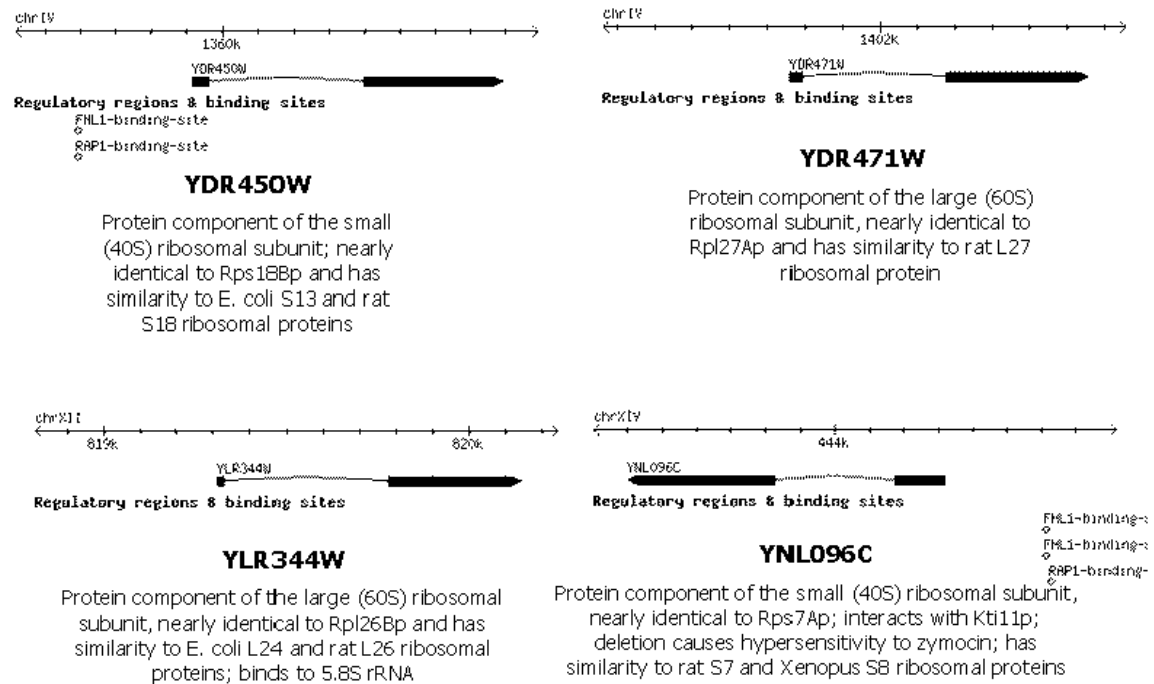 chrIV
1360k
YDR450W
Regulatory regions & binding sites
FHL1-binding-site
RAP1-binding-site
YDR450W
Protein component of the small
(40S) ribosomal subunit; nearly
identical to Rps18Bp and has
similarity to E. coli S13 and rat
S18 ribosomal proteins
chrIV
1402k
YDR471W
Regulatory regions & binding sites
YDR471W
Protein component of the large (60S)
ribosomal subunit, nearly identical to
Rpl27Ap and has similarity to rat L27
ribosomal protein
chrXII
819k
820k
YLR344W
Regulatory regions & binding sites
YLR344W
Protein component of the large (60S) ribosomal
subunit, nearly identical to Rpl26Bp and has
similarity to E. coli L24 and rat L26 ribosomal
proteins; binds to 5.8S rRNA
chrXIV
444k
YNL096C
Regulatory regions & binding sites
FHL1-binding-s
FHL1-binding-s
RAP1-binding-
YNL096C
Protein component of the small (40S) ribosomal subunit,
nearly identical to Rps7Ap; interacts with Kti11p;
deletion causes hypersensitivity to zymocin; has
similarity to rat S7 and Xenopus S8 ribosomal proteins